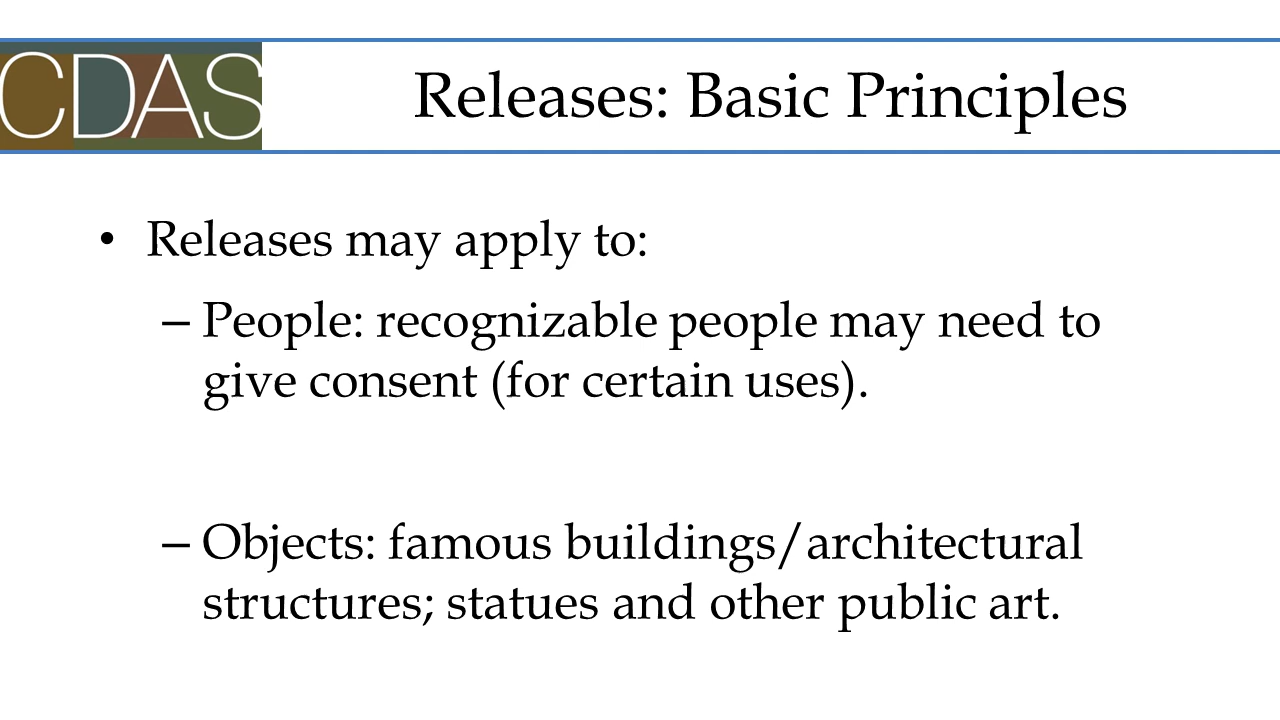 CDAS
Releases: Basic Principles
• Releases may apply to:
– People: recognizable people may need to
give consent (for certain uses).
– Objects: famous buildings/architectural
structures; statues and other public art.